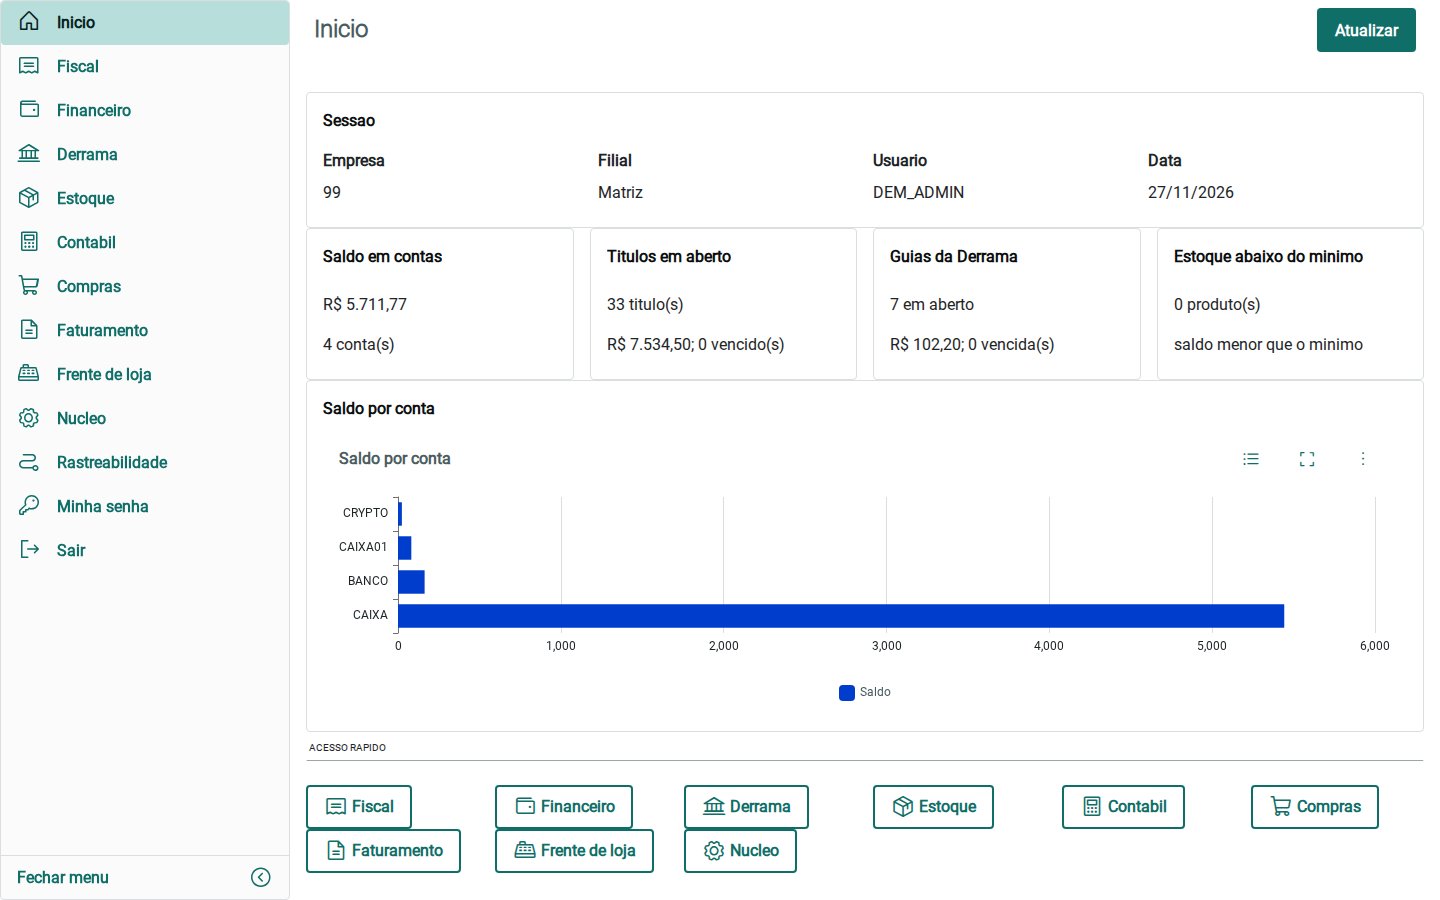 Inicio
Fiscal
Financeiro
Derrama
Estoque
Contabil
Compras
Faturamento
Frente de loja
Nucleo
Rastreabilidade
Minha senha
Sair
Fechar menu
Inicio
Atualizar
Sessao
Empresa Filial Usuario Data
99 Matriz DEM_ADMIN 27/11/2026
Saldo em contas
R$ 5.711,77
4 conta(s)
Titulos em aberto
33 titulo(s)
R$ 7.534,50; 0 vencido(s)
Guias da Derrama
7 em aberto
R$ 102,20; 0 vencida(s)
Estoque abaixo do minimo
0 produto(s)
saldo menor que o minimo
Saldo por conta
Saldo por conta
CRYPTO
CAIXA01
BANCO
CAIXA
0 1,000 2,000 3,000 4,000 5,000 6,000
Saldo
ACESSO RAPIDO
Fiscal Financeiro Derrama Estoque Contabil Compras
Faturamento Frente de loja Nucleo